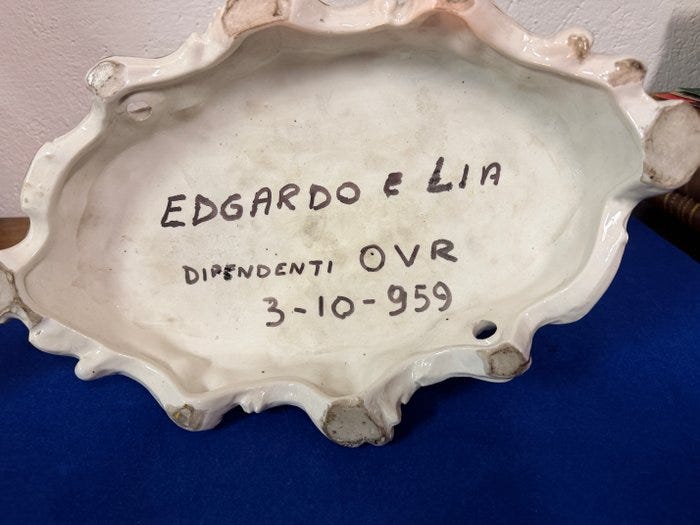 EDGARDO E LIA
DIPENDENTI OVR
3-10-959